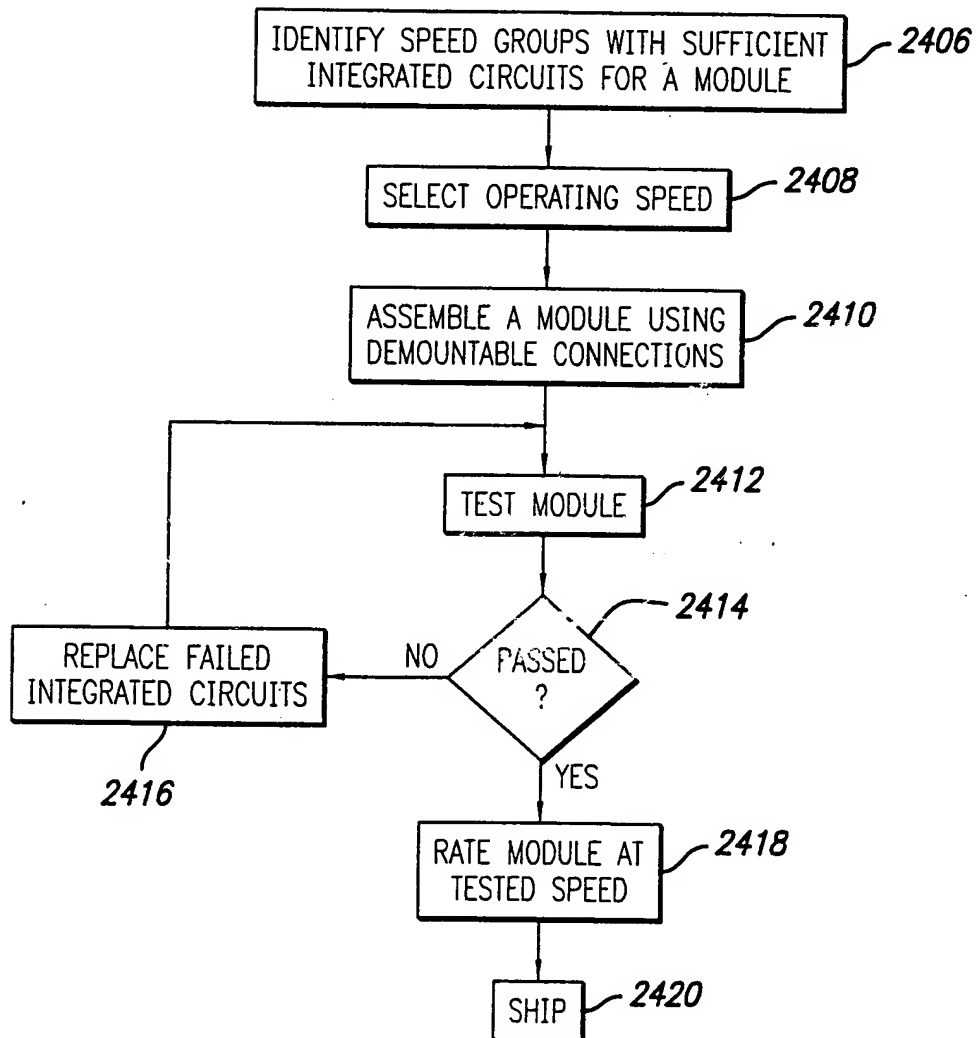 IDENTIFY SPEED GROUPS WITH SUFFICIENT
INTEGRATED CIRCUITS FOR A MODULE
2406
SELECT OPERATING SPEED
2408
ASSEMBLE A MODULE USING
DEMOUNTABLE CONNECTIONS
2410
TEST MODULE
2412
PASSED
?
2414
NO
REPLACE FAILED
INTEGRATED CIRCUITS
2416
YES
RATE MODULE AT
TESTED SPEED
2418
SHIP
2420